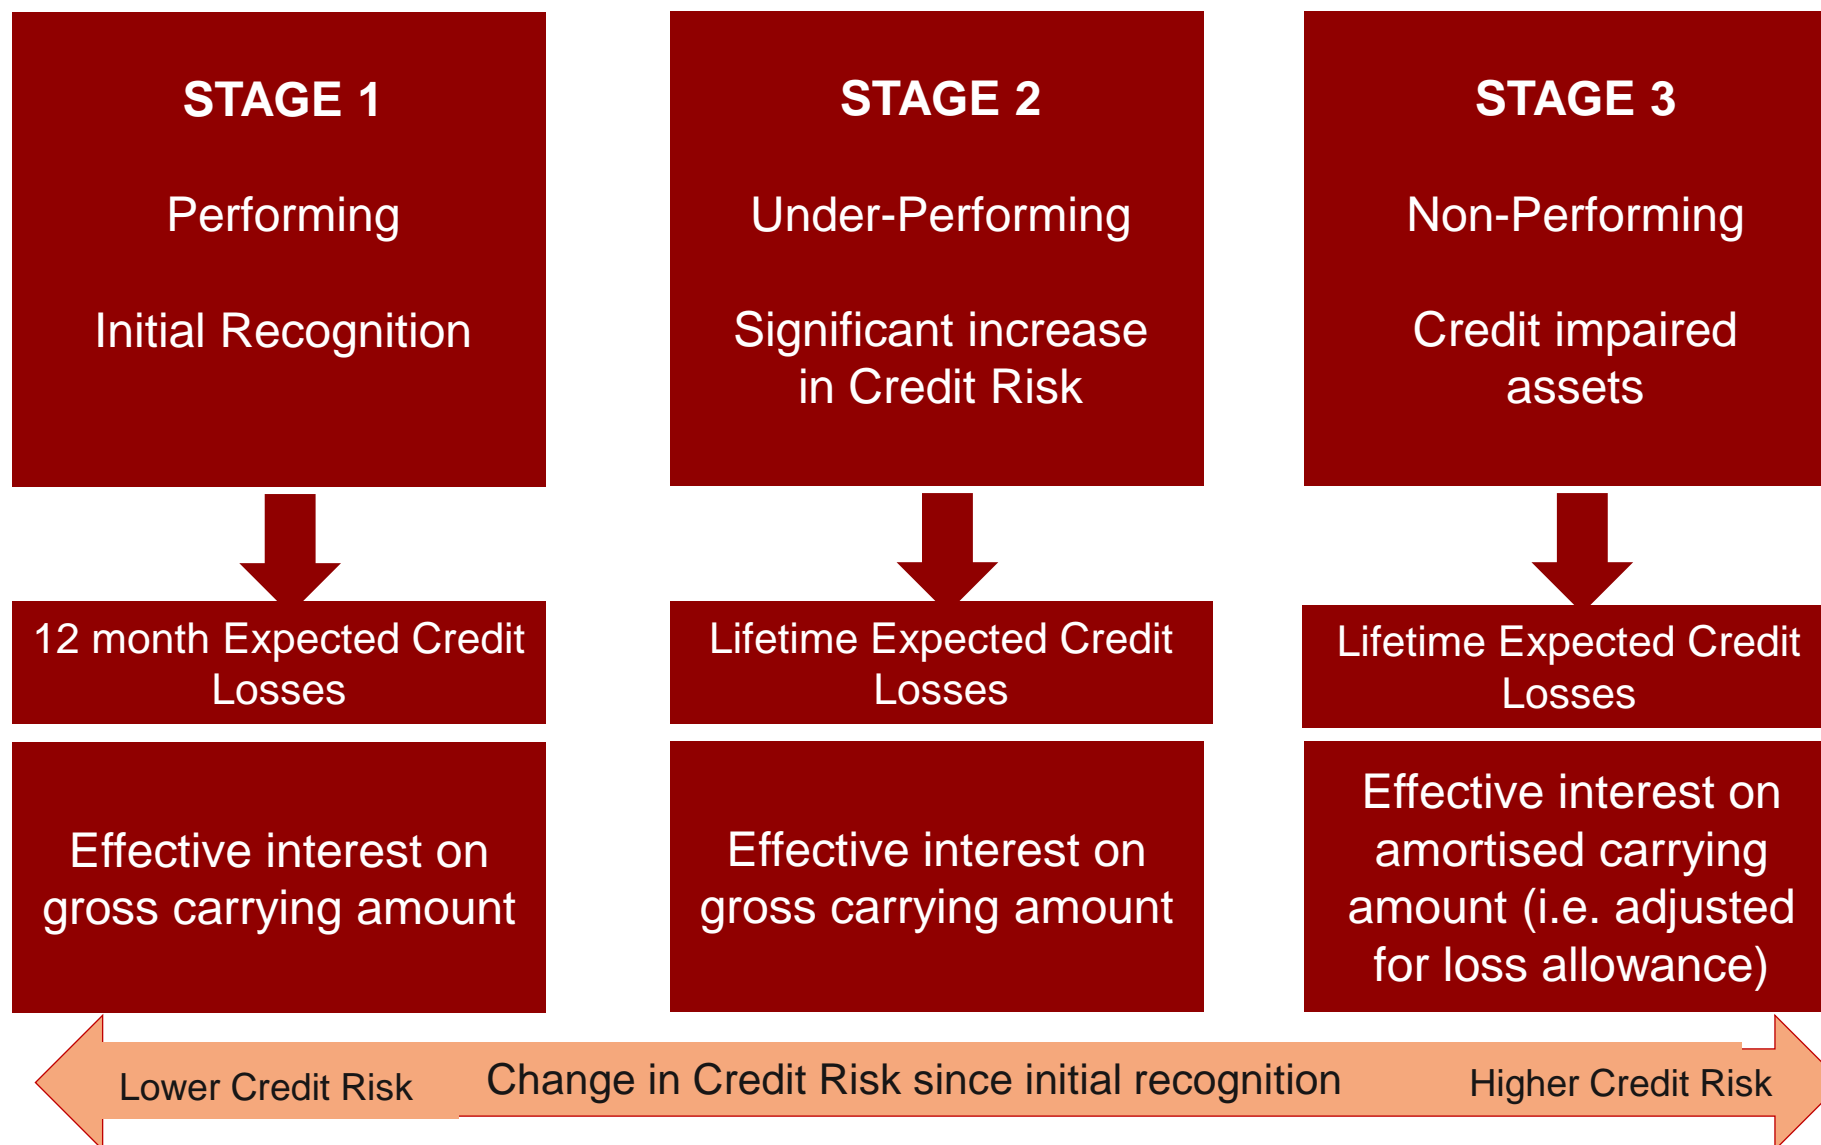 STAGE 1
Performing
Initial Recognition
STAGE 2
Under-Performing
Significant increase
in Credit Risk
STAGE 3
Non-Performing
Credit impaired
assets
12 month Expected Credit
Losses
Lifetime Expected Credit
Losses
Lifetime Expected Credit
Losses
Effective interest on
gross carrying amount
Effective interest on
gross carrying amount
Effective interest on
amortised carrying
amount (i.e. adjusted
for loss allowance)
Lower Credit Risk
Change in Credit Risk since initial recognition
Higher Credit Risk